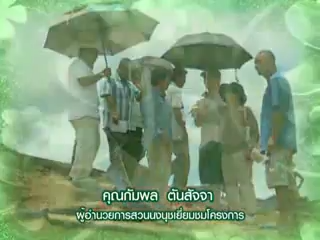 คุณกัมพล ตันสัจจา
ผู้อำนวยการสวนนงนุชเยี่ยมชมโครงการ